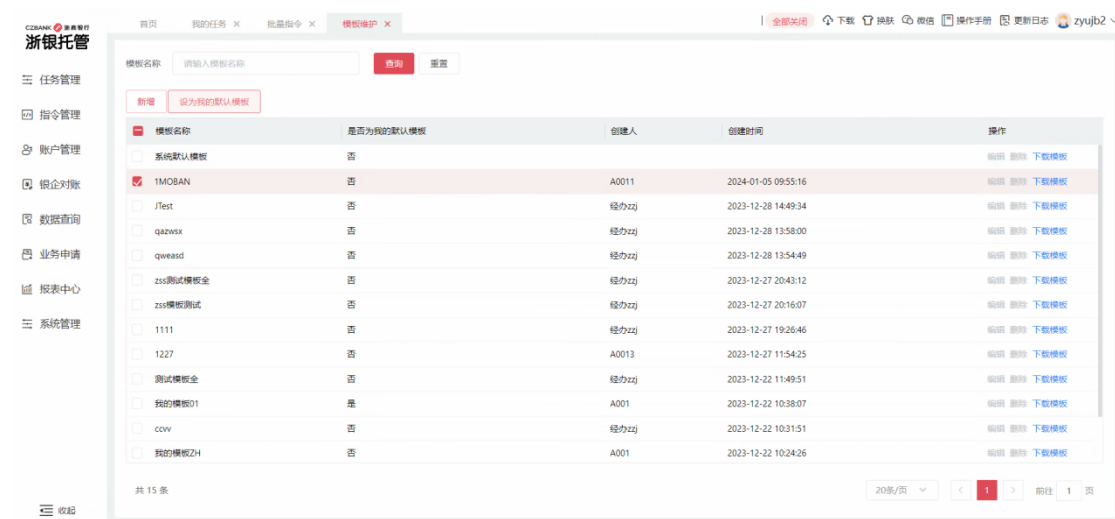 CZBANK 浙商银行
浙银托管
首页 我的任务 × 批量指令 × 模板维护 ×
全部关闭 下载 换肤 微信 操作手册 更新日志 zyujb2
任务管理
指令管理
账户管理
银企对账
数据查询
业务申请
报表中心
系统管理
收起
模板名称 请输入模板名称 查询 重置
新增 设为我的默认模板
模板名称 是否为我的默认模板 创建人 创建时间 操作
系统默认模板 否 编辑 删除 下载模板
1MOBAN 否 A0011 2024-01-05 09:55:16 编辑 删除 下载模板
JTest 否 经办zzj 2023-12-28 14:49:34 编辑 删除 下载模板
qazwsx 否 经办zzj 2023-12-28 13:58:00 编辑 删除 下载模板
qweasd 否 经办zzj 2023-12-28 13:54:49 编辑 删除 下载模板
zss测试模板全 否 经办zzj 2023-12-27 20:43:12 编辑 删除 下载模板
zss模板测试 否 经办zzj 2023-12-27 20:16:07 编辑 删除 下载模板
1111 否 经办zzj 2023-12-27 19:26:46 编辑 删除 下载模板
1227 否 A0013 2023-12-27 11:54:25 编辑 删除 下载模板
测试模板全 否 经办zzj 2023-12-22 11:49:51 编辑 删除 下载模板
我的模板01 是 A001 2023-12-22 10:38:07 编辑 删除 下载模板
ccvv 否 经办zzj 2023-12-22 10:31:51 编辑 删除 下载模板
我的模板ZH 否 A001 2023-12-22 10:24:26 编辑 删除 下载模板
共 15 条 20条/页 < 1 > 前往 1 页